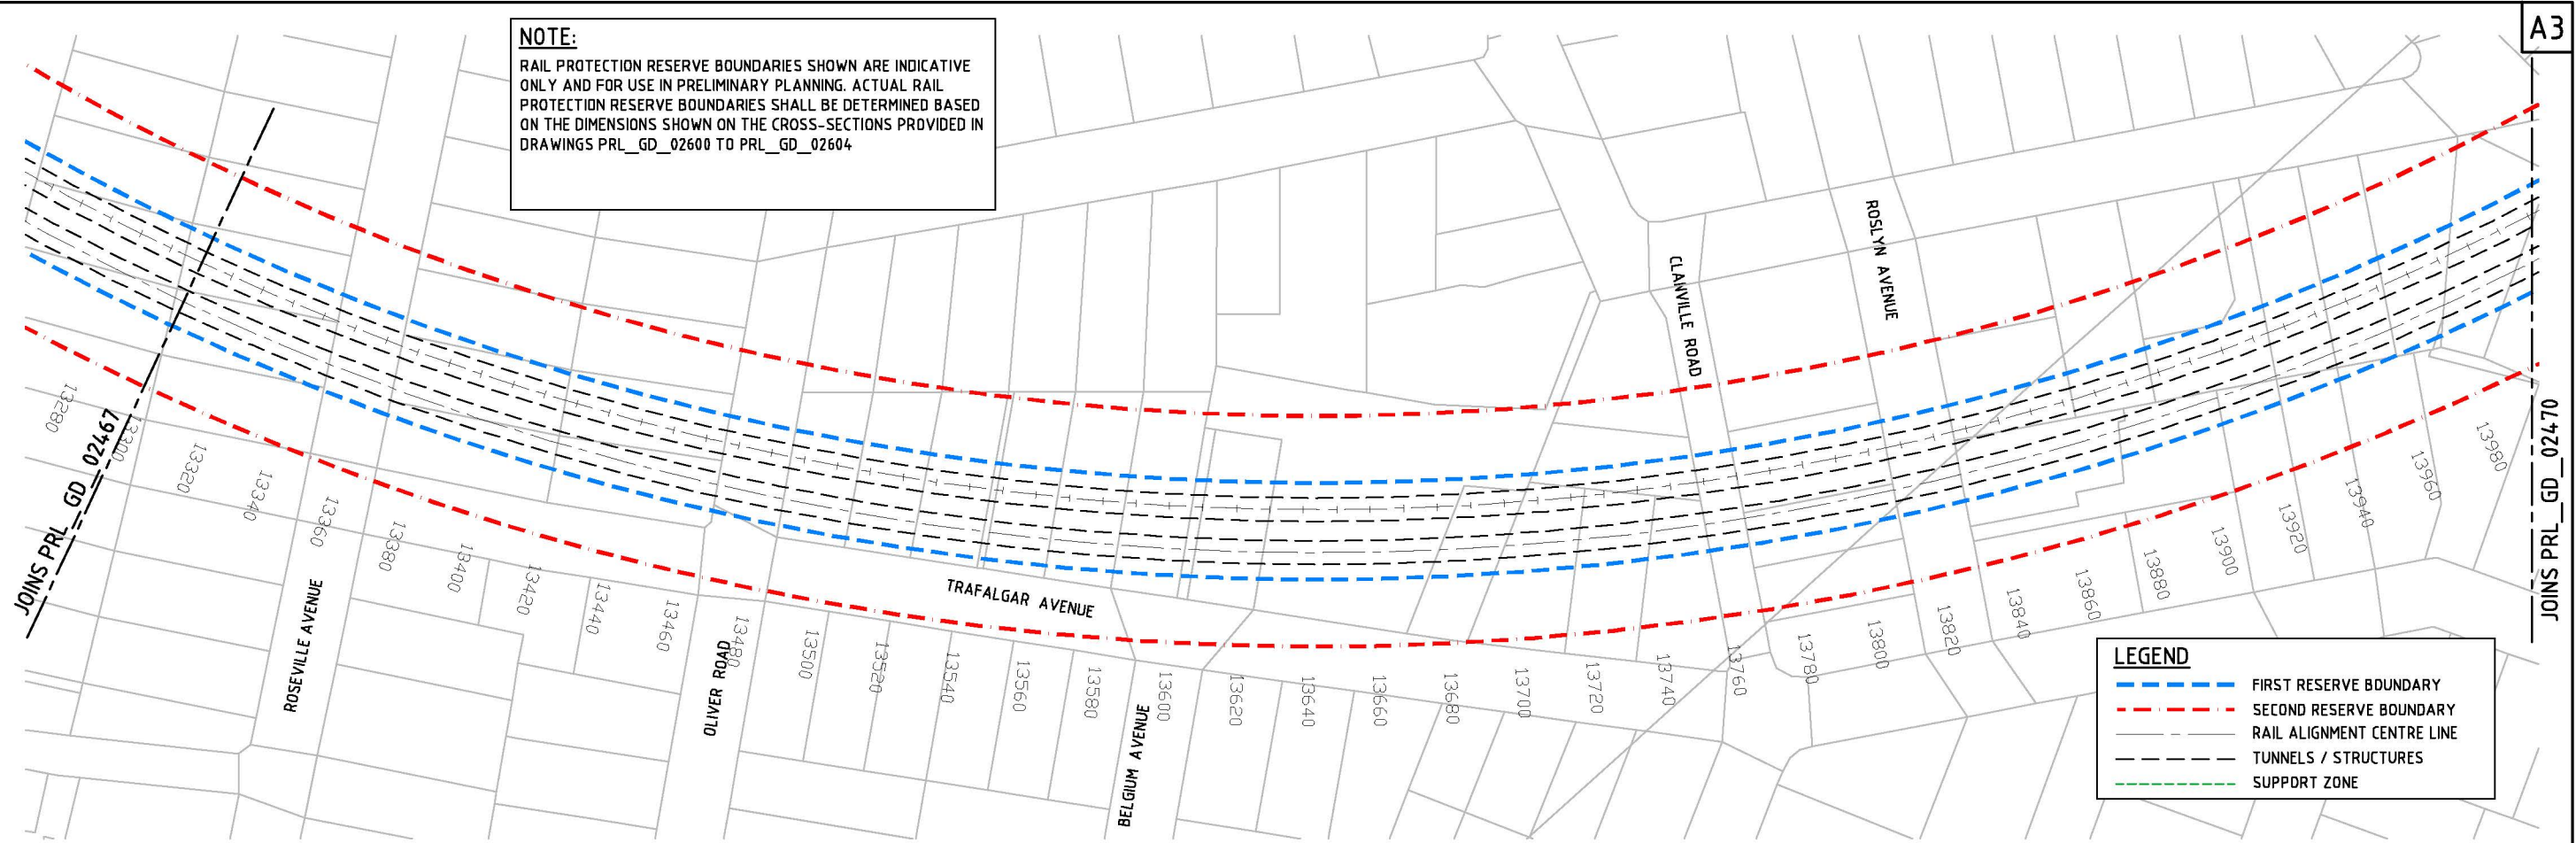 A3
NOTE:
RAIL PROTECTION RESERVE BOUNDARIES SHOWN ARE INDICATIVE
ONLY AND FOR USE IN PRELIMINARY PLANNING. ACTUAL RAIL
PROTECTION RESERVE BOUNDARIES SHALL BE DETERMINED BASED
ON THE DIMENSIONS SHOWN ON THE CROSS-SECTIONS PROVIDED IN
DRAWINGS PRL_GD_02600 TO PRL_GD_02604
JOINS PRL_GD_02467
ROSEVILLE AVENUE
OLIVER ROAD
TRAFALGAR AVENUE
BELGIUM AVENUE
CLANVILLE ROAD
ROSLYN AVENUE
JOINS PRL_GD_02470
13280
13300
13320
13340
13360
13380
13400
13420
13440
13460
13480
13500
13520
13540
13560
13580
13600
13620
13640
13660
13680
13700
13720
13740
13760
13780
13800
13820
13840
13860
13880
13900
13920
13940
13960
13980
LEGEND
FIRST RESERVE BOUNDARY
SECOND RESERVE BOUNDARY
RAIL ALIGNMENT CENTRE LINE
TUNNELS / STRUCTURES
SUPPORT ZONE